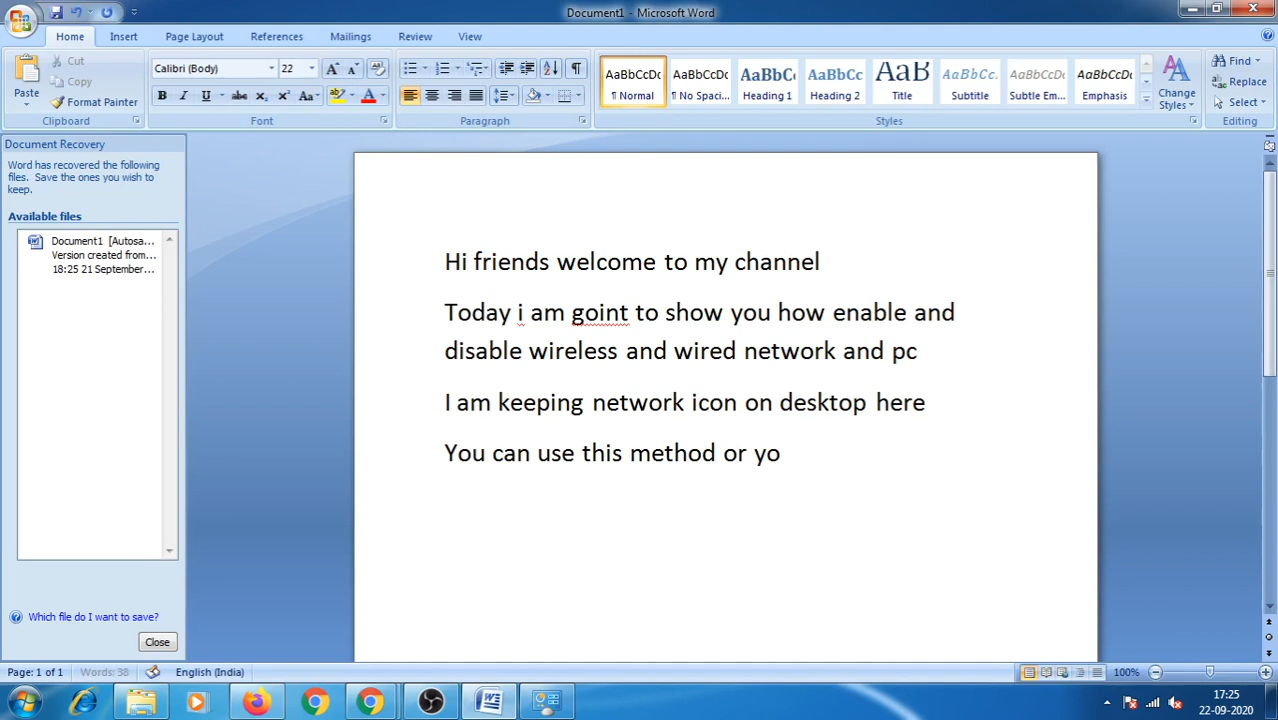 Document1 - Microsoft Word
Home Insert Page Layout References Mailings Review View
Paste
Cut
Copy
Format Painter
Clipboard
Calibri (Body) 22
Font
Paragraph
AaBbCcDc AaBbCcDc AaBbC AaBbCc AaB AaBbCc. AaBbCcDc AaBbCcDc
¶ Normal ¶ No Spaci... Heading 1 Heading 2 Title Subtitle Subtle Em... Emphasis
Change Styles
Styles
Find
Replace
Select
Editing
Document Recovery
Word has recovered the following
files. Save the ones you wish to
keep.
Available files
Document1 [Autosa...
Version created from...
18:25 21 September...
Which file do I want to save?
Close
Hi friends welcome to my channel
Today i am goint to show you how enable and
disable wireless and wired network and pc
I am keeping network icon on desktop here
You can use this method or yo
Page: 1 of 1 Words: 38 English (India) 100%
17:25
22-09-2020